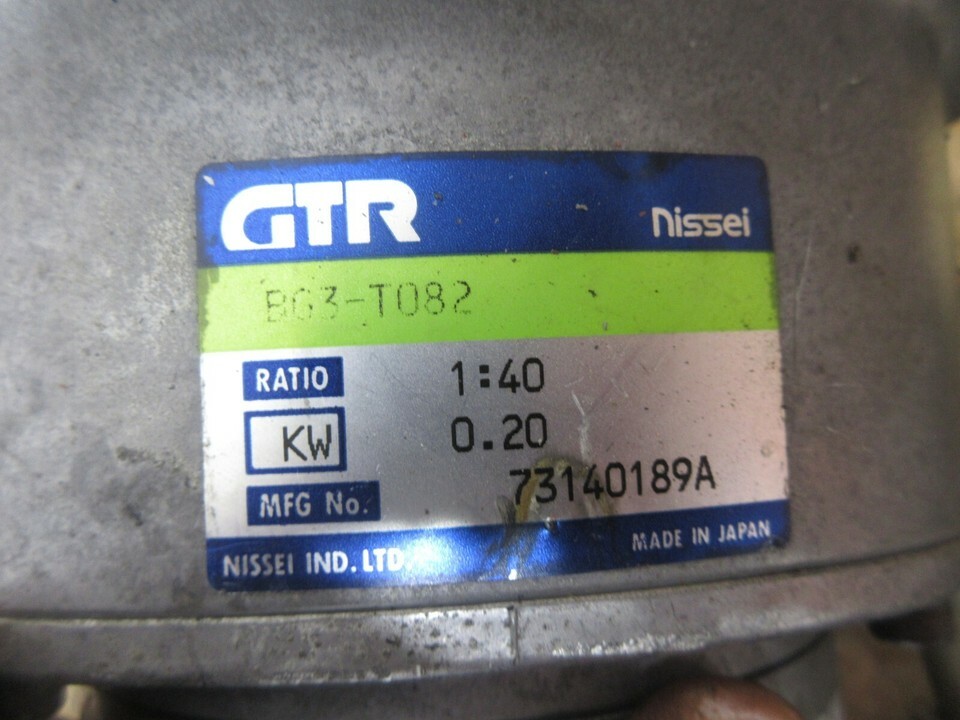 GTR
Nissei
BG3-T082
RATIO 1:40
KW 0.20
MFG No. 73140189A
NISSEI IND. LTD.
MADE IN JAPAN